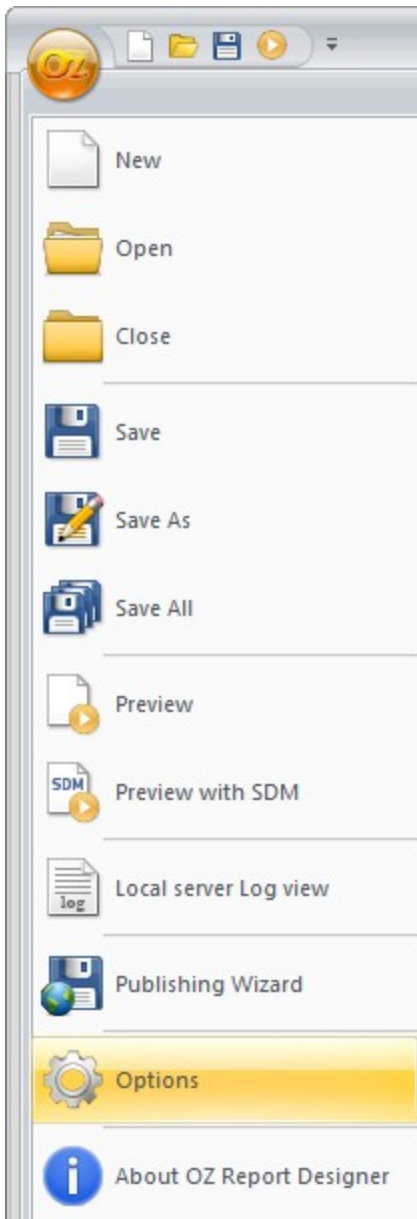 OZ
New
Open
Close
Save
Save As
Save All
Preview
SDM
Preview with SDM
log
Local server Log view
Publishing Wizard
Options
i
About OZ Report Designer